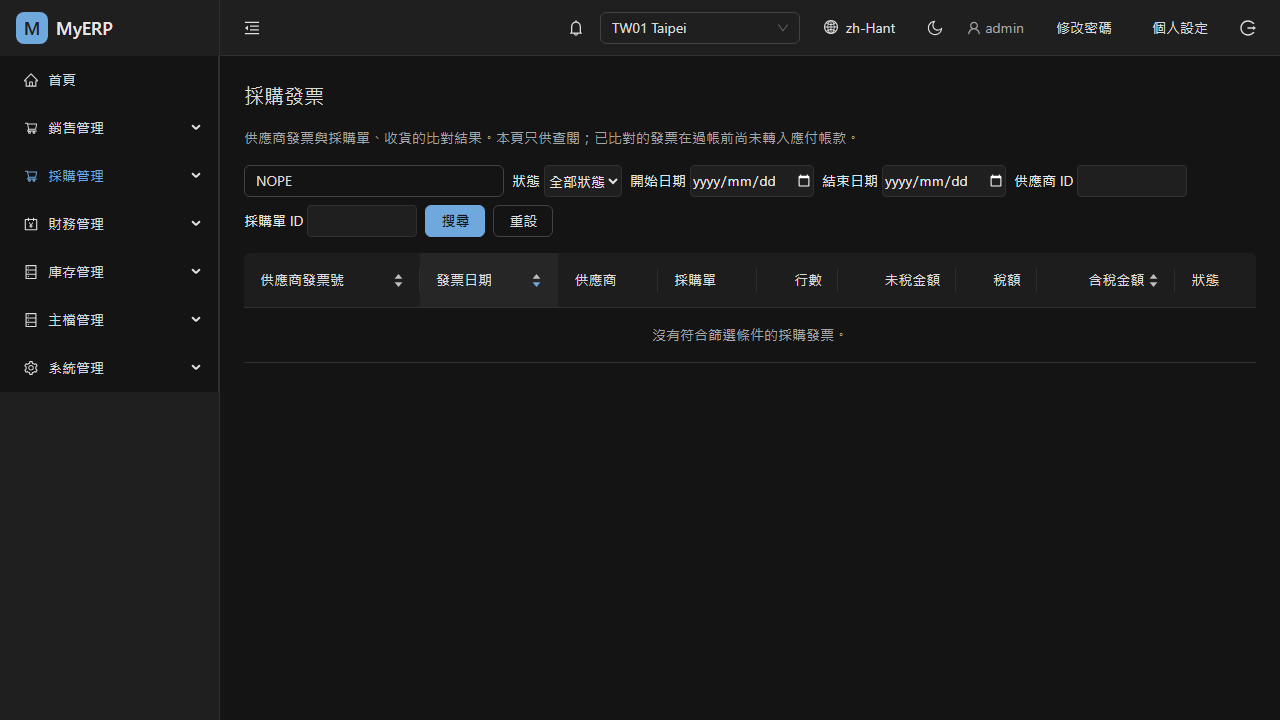 M MyERP
TW01 Taipei zh-Hant admin 修改密碼 個人設定
首頁
銷售管理
採購管理
財務管理
庫存管理
主檔管理
系統管理
採購發票
供應商發票與採購單、收貨的比對結果。本頁只供查閱；已比對的發票在過帳前尚未轉入應付帳款。
NOPE 狀態 全部狀態 開始日期 yyyy/mm/dd 結束日期 yyyy/mm/dd 供應商 ID
採購單 ID 搜尋 重設
供應商發票號 發票日期 供應商 採購單 行數 未稅金額 稅額 含稅金額 狀態
沒有符合篩選條件的採購發票。